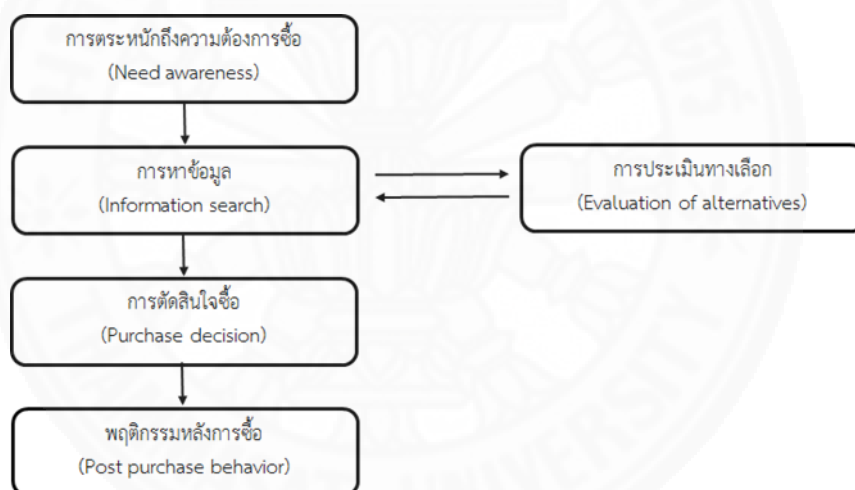 การตระหนักถึงความต้องการซื้อ
(Need awareness)
การหาข้อมูล
(Information search)
การประเมินทางเลือก
(Evaluation of alternatives)
การตัดสินใจซื้อ
(Purchase decision)
พฤติกรรมหลังการซื้อ
(Post purchase behavior)